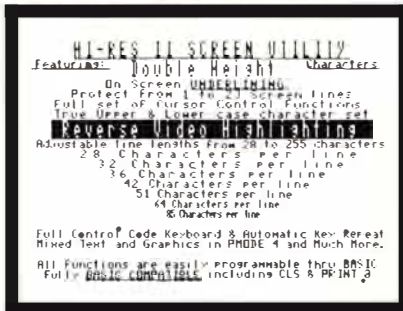 HI-RES II SCREEN UTILITY
Featuring: Double Height Characters
On Screen UNDERLINING
Protect from 1 to 23 Screen lines
Full set of Cursor Control Functions
True Upper & Lower case character set
Reverse Video Highlighting
Adjustable line lengths from 28 to 255 characters
28 Characters per line
32 Characters per line
36 Characters per line
42 Characters per line
51 Characters per line
64 Characters per line
85 Characters per line
Full Control Code Keyboard & Automatic Key Repeat
Mixed Text and Graphics in PMODE 4 and Much More.
All Functions are easily programmable thru BASIC
Fully BASIC COMPATIBLE including CLS & PRINT @